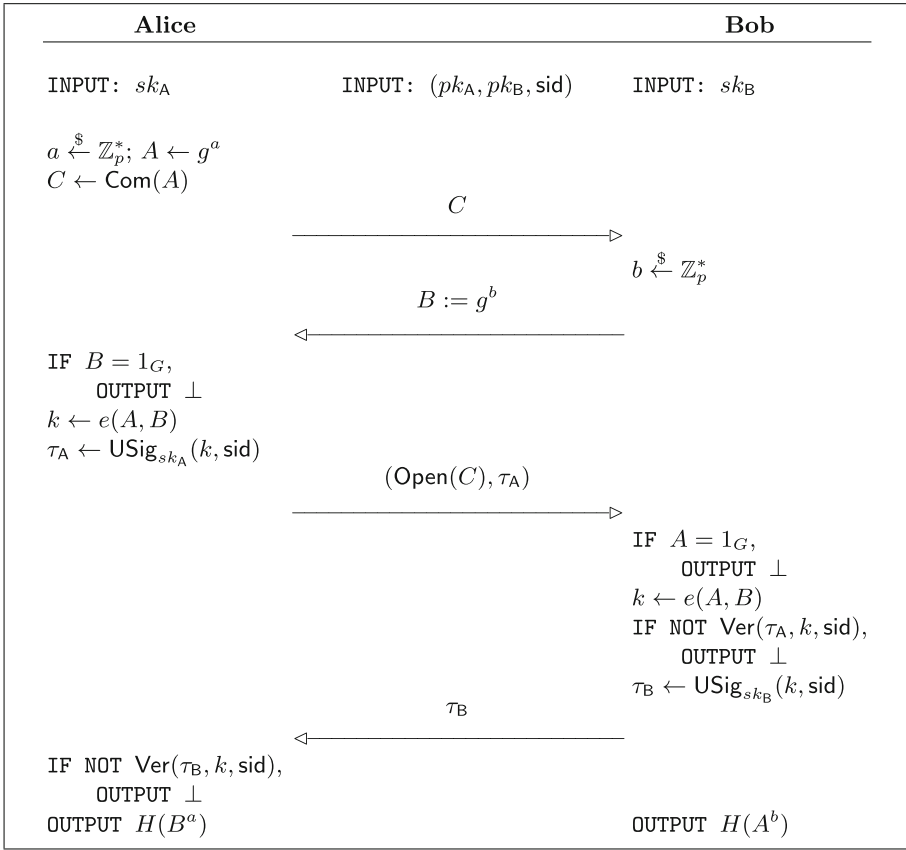 Alice Bob
INPUT: sk_A INPUT: (pk_A, pk_B, sid) INPUT: sk_B
a ←$ ℤ*_p; A ← g^a
C ← Com(A)
C
b ←$ ℤ*_p
B := g^b
IF B = 1_G,
OUTPUT ⊥
k ← e(A, B)
τ_A ← USig_{sk_A}(k, sid)
(Open(C), τ_A)
IF A = 1_G,
OUTPUT ⊥
k ← e(A, B)
IF NOT Ver(τ_A, k, sid),
OUTPUT ⊥
τ_B ← USig_{sk_B}(k, sid)
τ_B
IF NOT Ver(τ_B, k, sid),
OUTPUT ⊥
OUTPUT H(B^a) OUTPUT H(A^b)